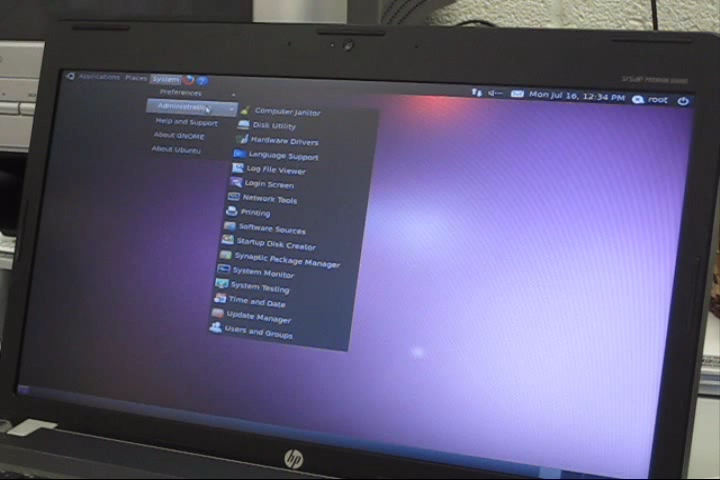 Applications Places System
Mon Jul 16, 12:34 PM root
Preferences
Administration
Help and Support
About GNOME
About Ubuntu
Computer Janitor
Disk Utility
Hardware Drivers
Language Support
Log File Viewer
Login Screen
Network Tools
Printing
Software Sources
Startup Disk Creator
Synaptic Package Manager
System Monitor
System Testing
Time and Date
Update Manager
Users and Groups
hp